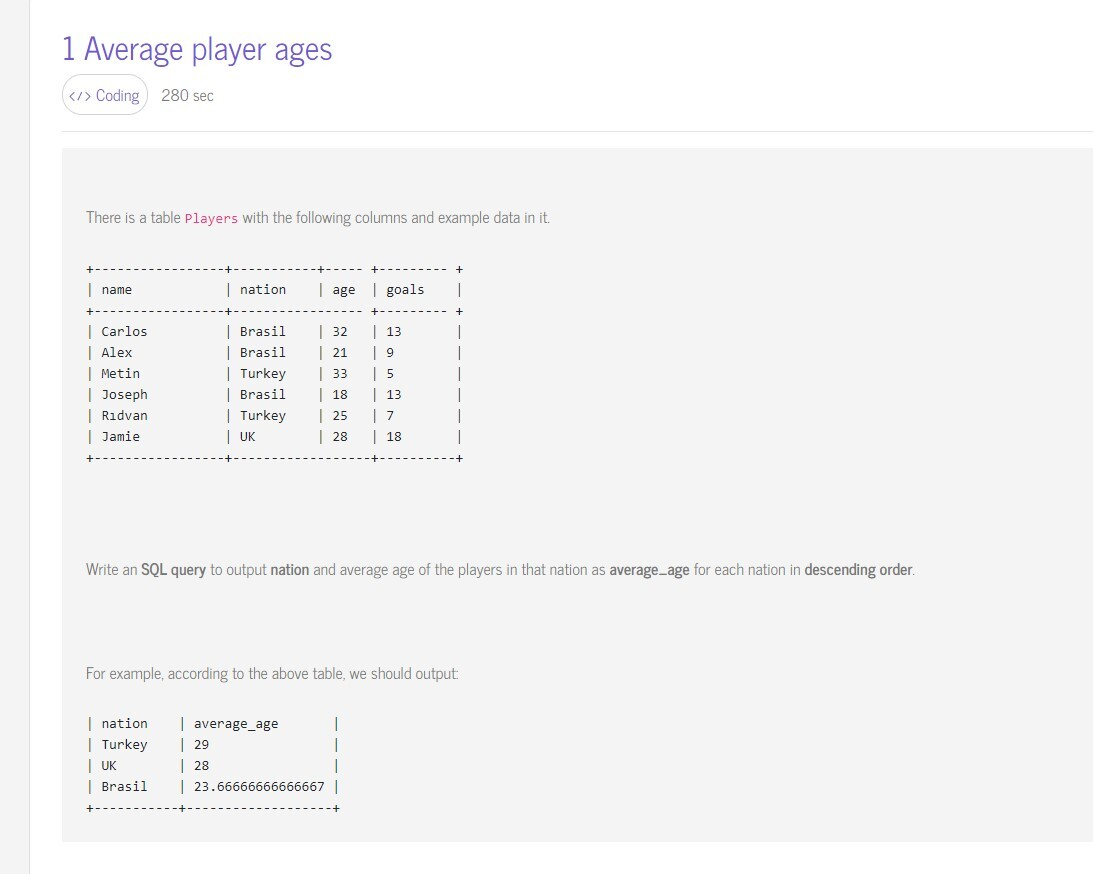 1 Average player ages
</> Coding 280 sec
There is a table Players with the following columns and example data in it.
+-----------------+-----------+----- +--------- +
| name            | nation    | age  | goals    |
+-----------------+----------------- +--------- +
| Carlos          | Brasil    | 32   | 13       |
| Alex            | Brasil    | 21   | 9        |
| Metin           | Turkey    | 33   | 5        |
| Joseph          | Brasil    | 18   | 13       |
| Rıdvan          | Turkey    | 25   | 7        |
| Jamie           | UK        | 28   | 18       |
+-----------------+------------------+----------+
Write an SQL query to output nation and average age of the players in that nation as average_age for each nation in descending order.
For example, according to the above table, we should output:
| nation    | average_age       |
| Turkey    | 29                |
| UK        | 28                |
| Brasil    | 23.66666666666667 |
+-----------+-------------------+